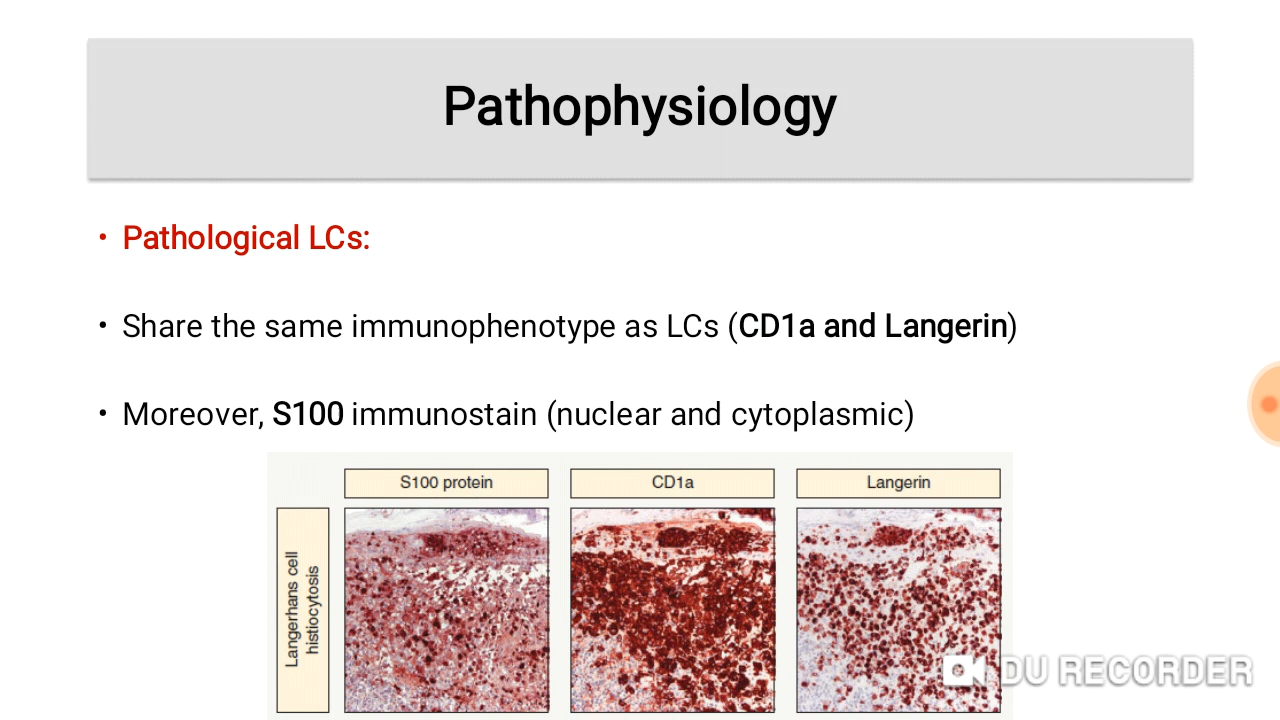 Pathophysiology
• Pathological LCs:
• Share the same immunophenotype as LCs (CD1a and Langerin)
• Moreover, S100 immunostain (nuclear and cytoplasmic)
S100 protein
CD1a
Langerin
Langerhans cell
histiocytosis
DU RECORDER